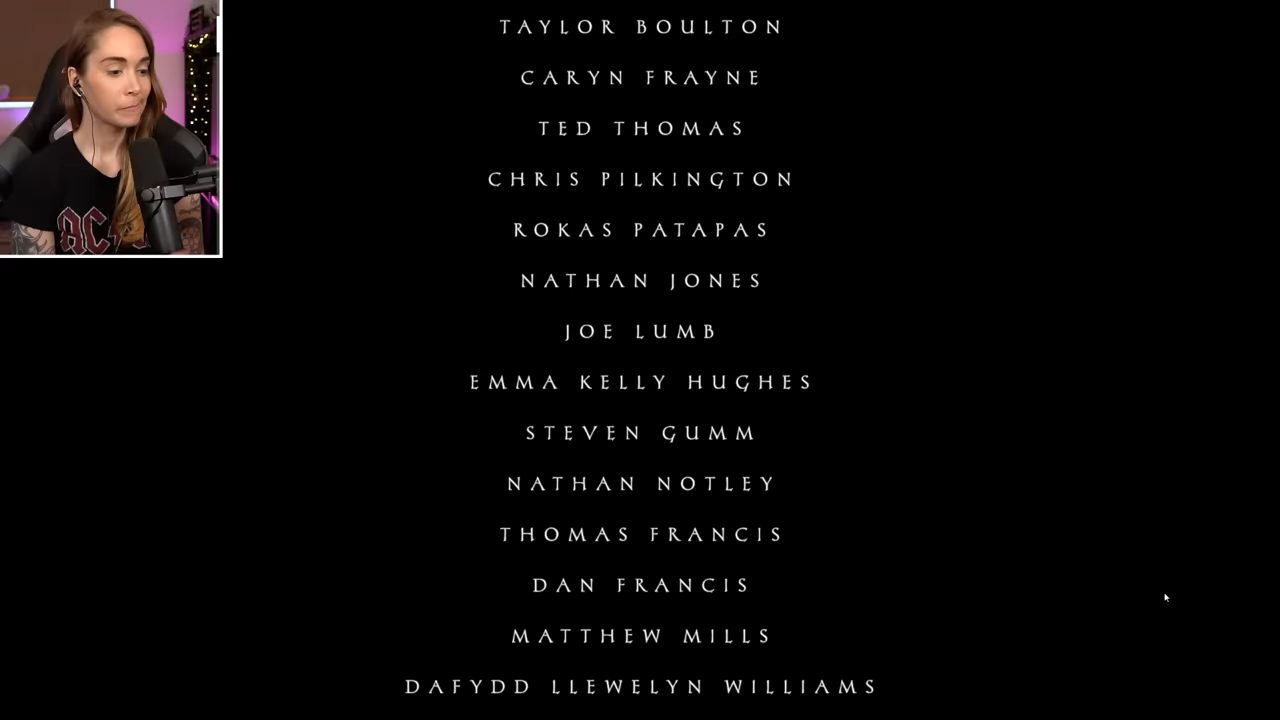 TAYLOR BOULTON
CARYN FRAYNE
TED THOMAS
CHRIS PILKINGTON
ROKAS PATAPAS
NATHAN JONES
JOE LUMB
EMMA KELLY HUGHES
STEVEN GUMM
NATHAN NOTLEY
THOMAS FRANCIS
DAN FRANCIS
MATTHEW MILLS
DAFYDD LLEWELYN WILLIAMS
AC